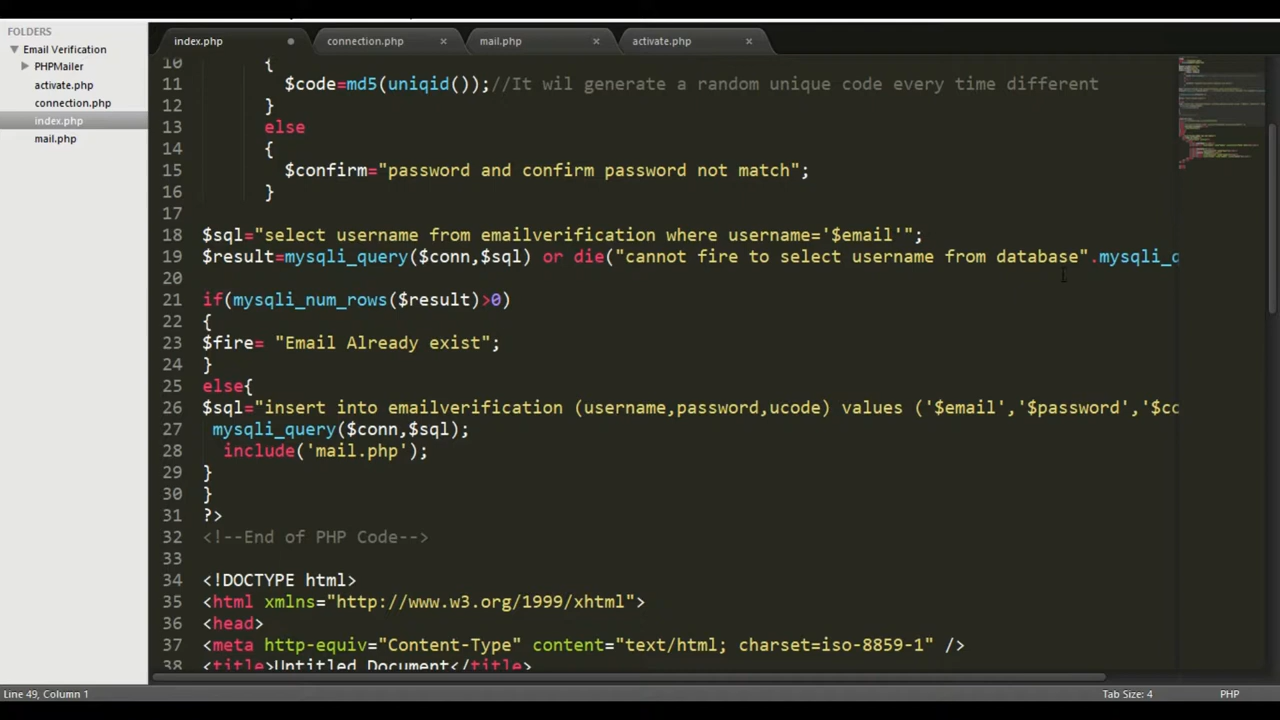 FOLDERS
Email Verification
PHPMailer
activate.php
connection.php
index.php
mail.php
index.php
connection.php
mail.php
activate.php
10 {
11 $code=md5(uniqid());//It wil generate a random unique code every time different
12 }
13 else
14 {
15 $confirm="password and confirm password not match";
16 }
17
18 $sql="select username from emailverification where username='$email'";
19 $result=mysqli_query($conn,$sql) or die("cannot fire to select username from database".mysqli_
20
21 if(mysqli_num_rows($result)>0)
22 {
23 $fire= "Email Already exist";
24 }
25 else{
26 $sql="insert into emailverification (username,password,ucode) values ('$email','$password','$co
27 mysqli_query($conn,$sql);
28 include('mail.php');
29 }
30 }
31 ?>
32 <!--End of PHP Code-->
33
34 <!DOCTYPE html>
35 <html xmlns="http://www.w3.org/1999/xhtml">
36 <head>
37 <meta http-equiv="Content-Type" content="text/html; charset=iso-8859-1" />
38 <title>Untitled Document</title>
Line 49, Column 1
Tab Size: 4
PHP